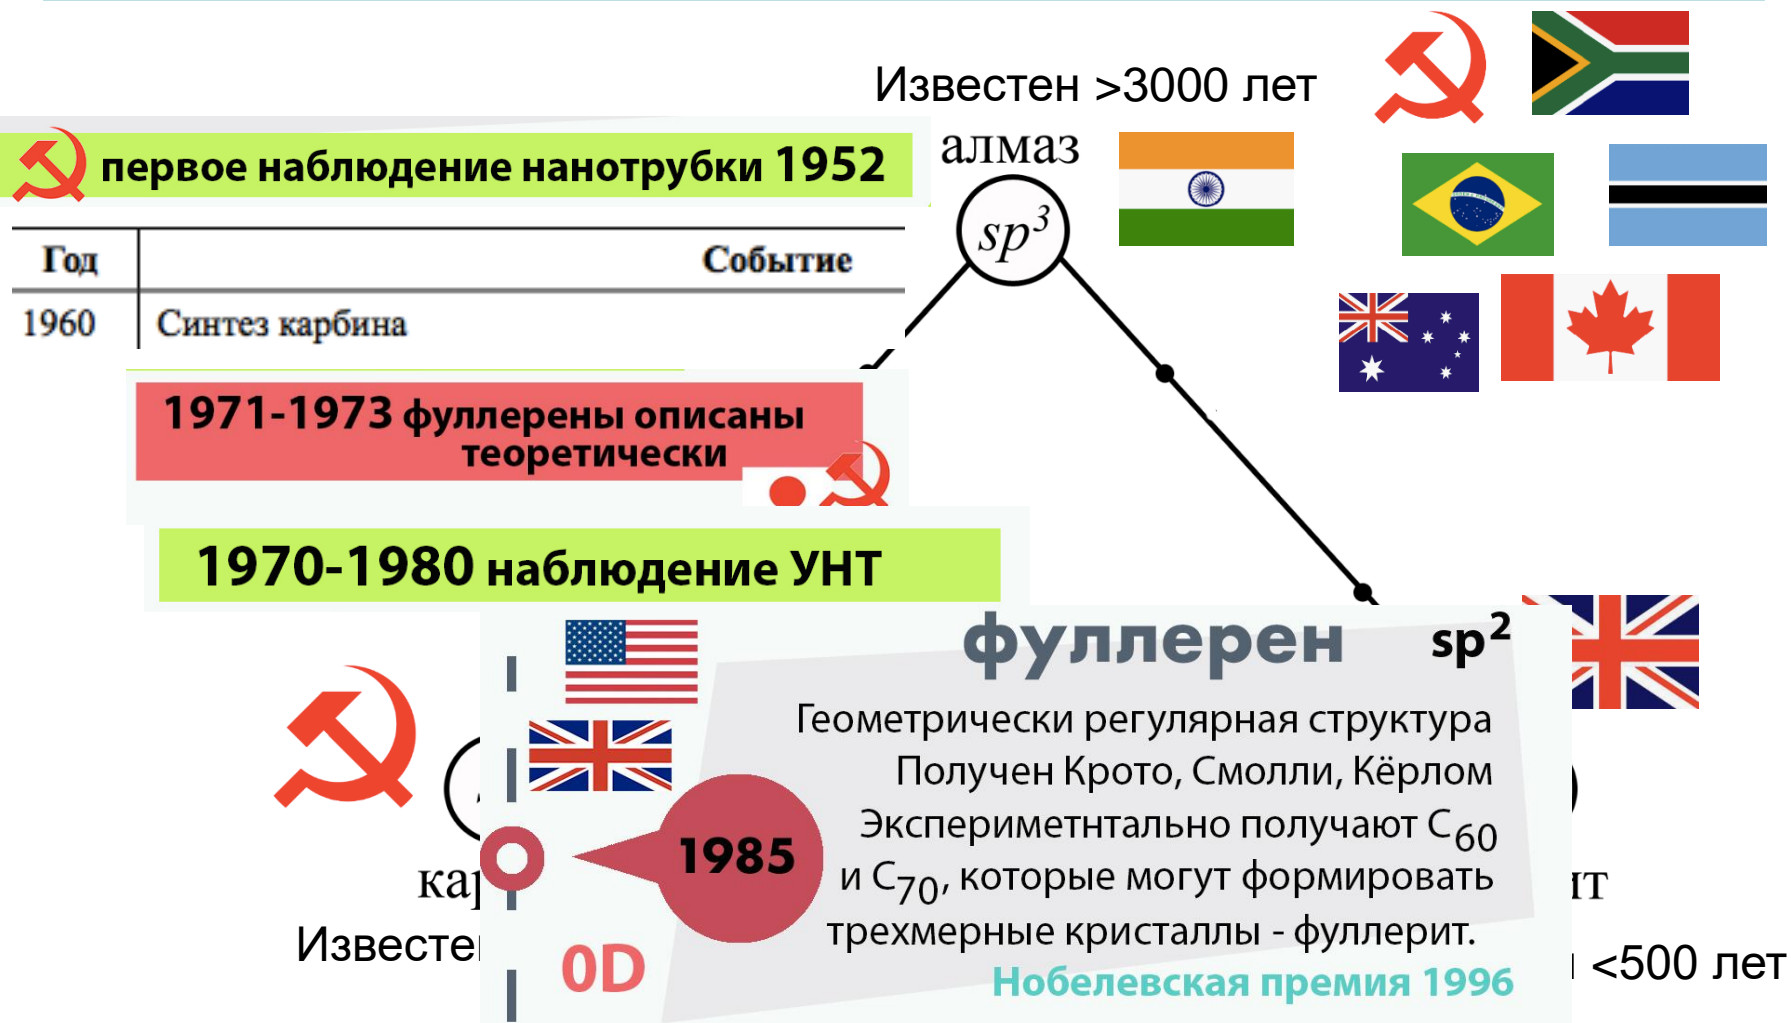 Известен >3000 лет
алмаз
sp³
первое наблюдение нанотрубки 1952
Год Событие
1960 Синтез карбина
1971-1973 фуллерены описаны
теоретически
1970-1980 наблюдение УНТ
фуллерен sp²
Геометрически регулярная структура
Получен Крото, Смолли, Кёрлом
Экспериметнтально получают C₆₀
и C₇₀, которые могут формировать
трехмерные кристаллы - фуллерит.
Нобелевская премия 1996
1985
0D
<500 лет